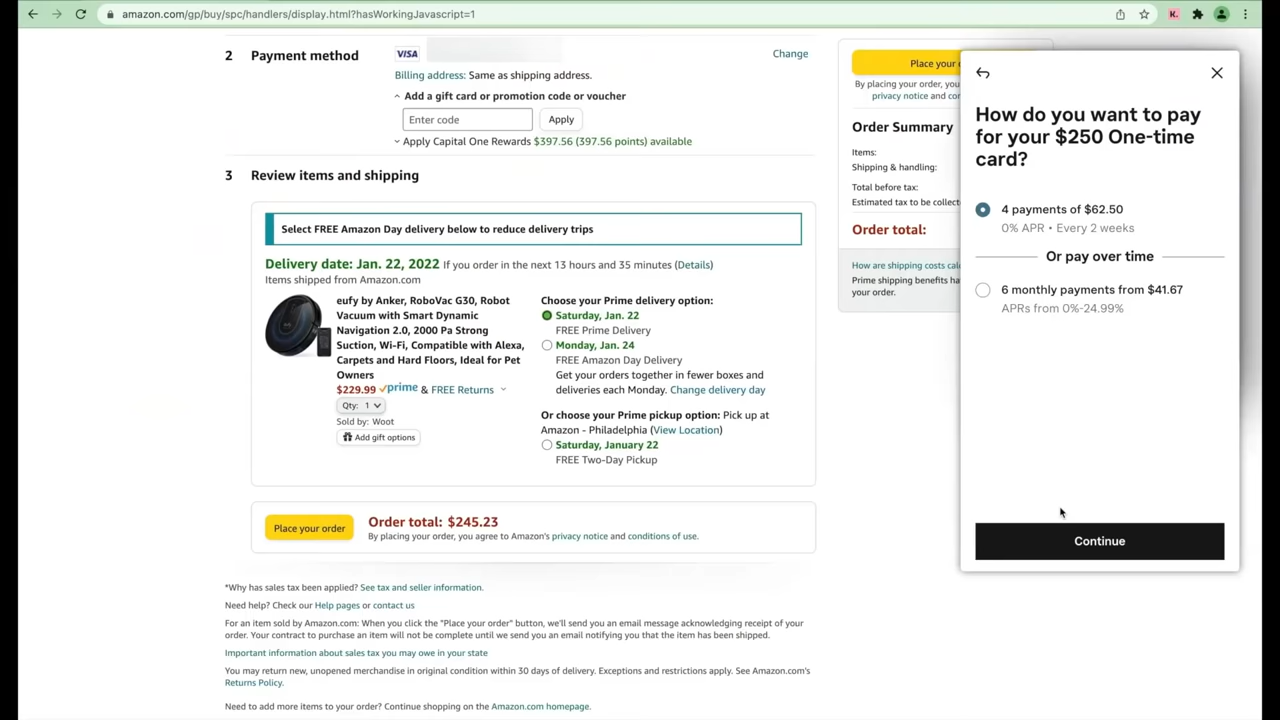 amazon.com/gp/buy/spc/handlers/display.html?hasWorkingJavascript=1
K.
2 Payment method
VISA
Change
Billing address: Same as shipping address.
Add a gift card or promotion code or voucher
Enter code
Apply
Apply Capital One Rewards $397.56 (397.56 points) available
3 Review items and shipping
Select FREE Amazon Day delivery below to reduce delivery trips
Delivery date: Jan. 22, 2022 If you order in the next 13 hours and 35 minutes (Details)
Items shipped from Amazon.com
eufy by Anker, RoboVac G30, Robot
Vacuum with Smart Dynamic
Navigation 2.0, 2000 Pa Strong
Suction, Wi-Fi, Compatible with Alexa,
Carpets and Hard Floors, Ideal for Pet
Owners
$229.99 prime & FREE Returns
Qty: 1
Sold by: Woot
Add gift options
Choose your Prime delivery option:
Saturday, Jan. 22
FREE Prime Delivery
Monday, Jan. 24
FREE Amazon Day Delivery
Get your orders together in fewer boxes and
deliveries each Monday. Change delivery day
Or choose your Prime pickup option: Pick up at
Amazon - Philadelphia (View Location)
Saturday, January 22
FREE Two-Day Pickup
Place your order
Order total: $245.23
By placing your order, you agree to Amazon's privacy notice and conditions of use.
*Why has sales tax been applied? See tax and seller information.
Need help? Check our Help pages or contact us
For an item sold by Amazon.com: When you click the "Place your order" button, we'll send you an email message acknowledging receipt of your
order. Your contract to purchase an item will not be complete until we send you an email notifying you that the item has been shipped.
Important information about sales tax you may owe in your state
You may return new, unopened merchandise in original condition within 30 days of delivery. Exceptions and restrictions apply. See Amazon.com's
Returns Policy.
Need to add more items to your order? Continue shopping on the Amazon.com homepage.
Place your
By placing your order, you
privacy notice and
Order Summary
Items:
Shipping & handling:
Total before tax:
Estimated tax to be
Order total:
How are shipping costs
Prime shipping benefits
your order.
How do you want to pay
for your $250 One-time
card?
4 payments of $62.50
0% APR • Every 2 weeks
Or pay over time
6 monthly payments from $41.67
APRs from 0%-24.99%
Continue